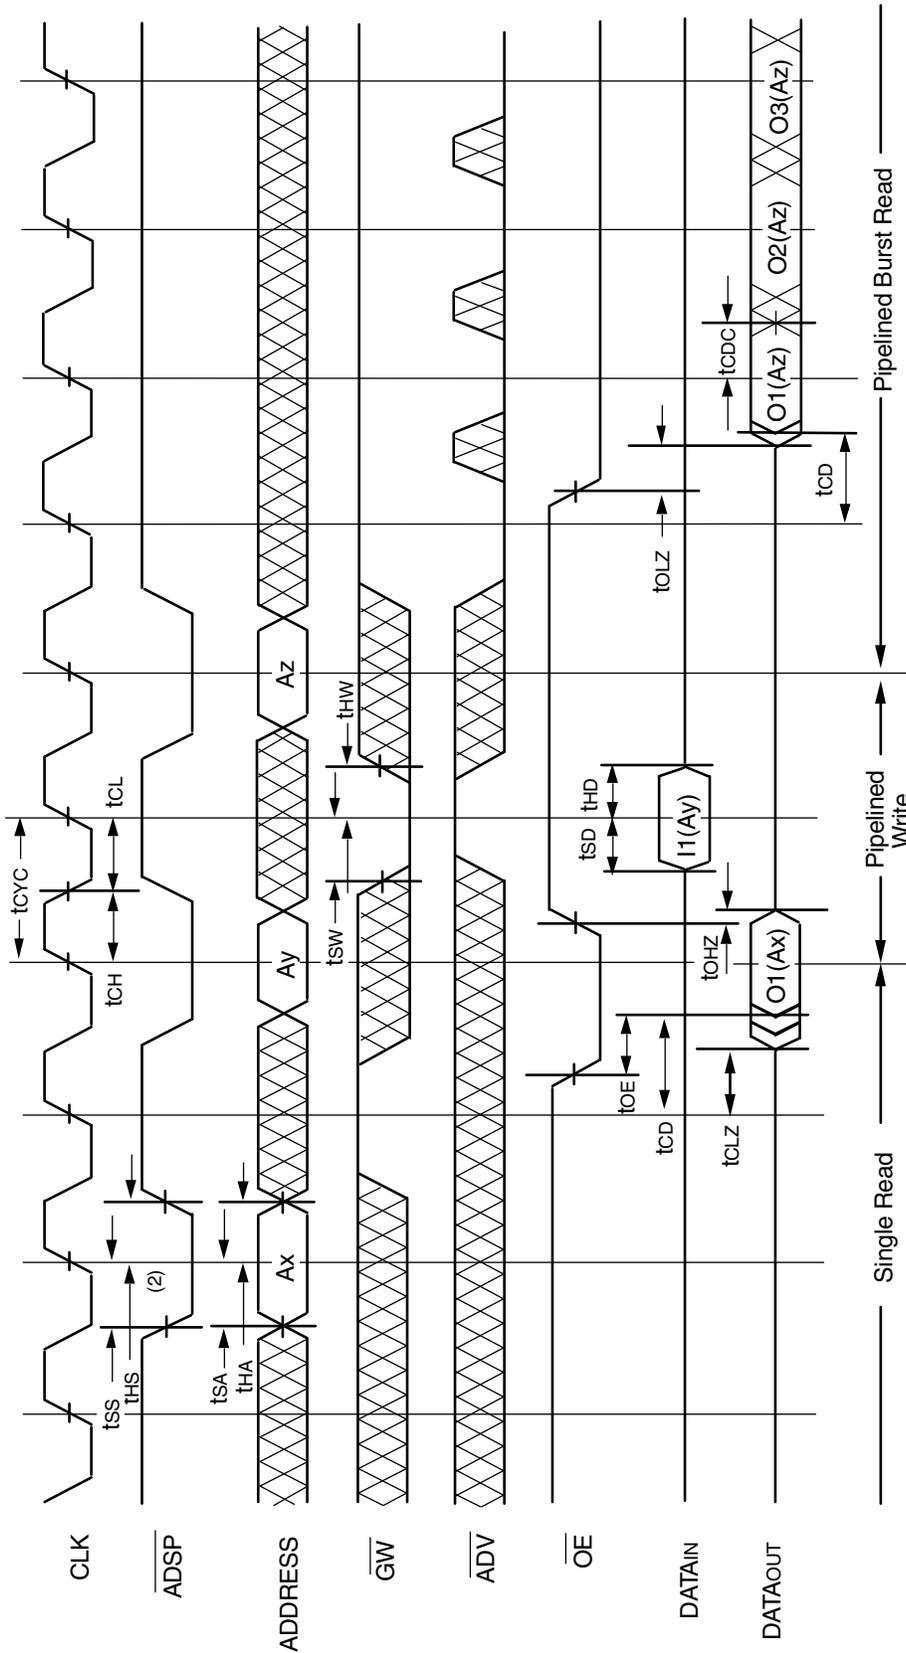 tCYC
CLK
tSS
tCH
tCL
tHS
(2)
ADSP
tSA
tHA
ADDRESS
Ax
Ay
Az
tSW
tHW
GW
ADV
OE
tSD
tHD
tOE
tOLZ
tCD
DATAIN
I1(Ay)
tOHZ
tCLZ
tCDC
DATAOUT
O1(Ax)
O1(Az)
O2(Az)
O3(Az)
tCD
Single Read
Pipelined
Write
Pipelined Burst Read